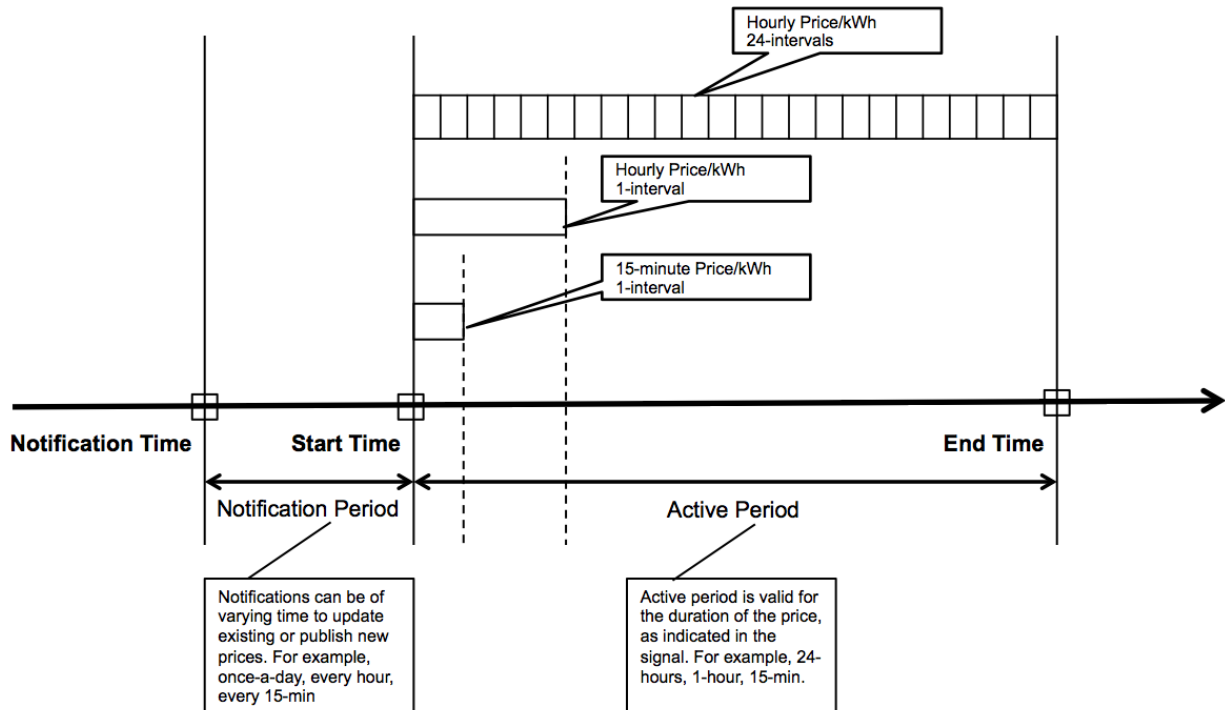 Hourly Price/kWh
24-intervals
Hourly Price/kWh
1-interval
15-minute Price/kWh
1-interval
Notification Time
Start Time
End Time
Notification Period
Active Period
Notifications can be of
varying time to update
existing or publish new
prices. For example,
once-a-day, every hour,
every 15-min
Active period is valid for
the duration of the price,
as indicated in the
signal. For example, 24-
hours, 1-hour, 15-min.